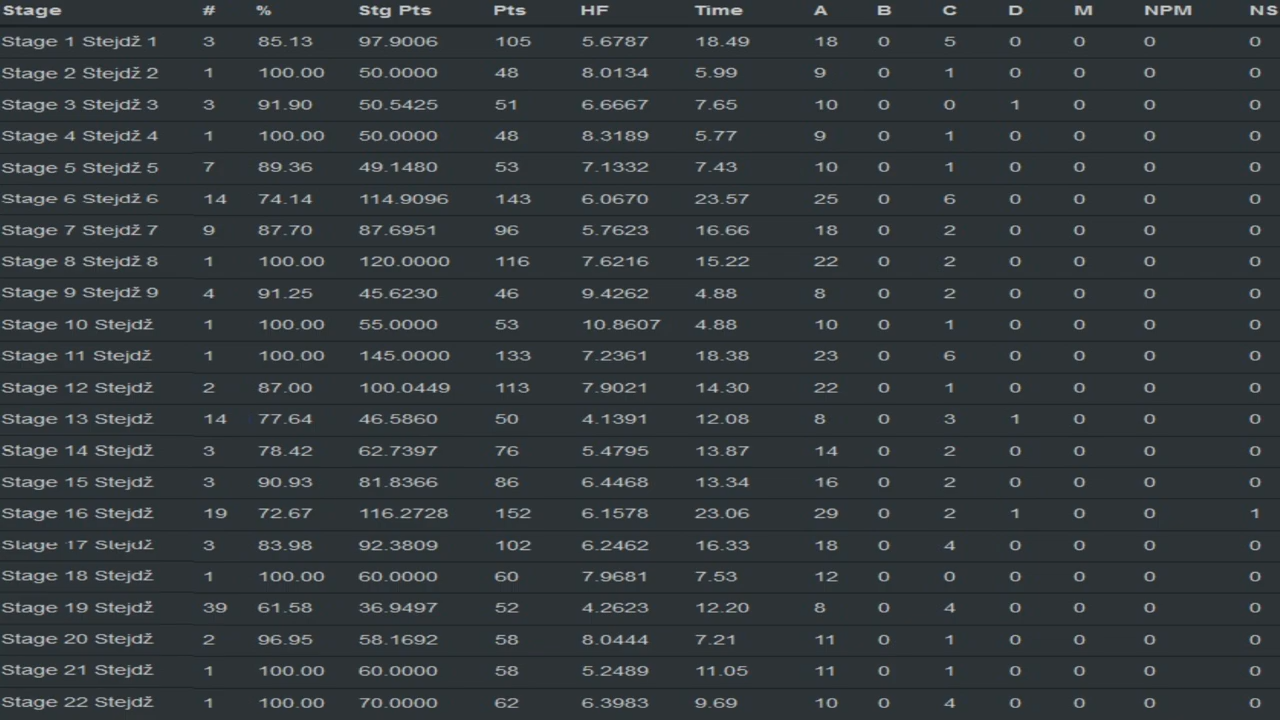 Stage # % Stg Pts Pts HF Time A B C D M NPM NS
Stage 1 Stejdž 1 3 85.13 97.9006 105 5.6787 18.49 18 0 5 0 0 0 0
Stage 2 Stejdž 2 1 100.00 50.0000 48 8.0134 5.99 9 0 1 0 0 0 0
Stage 3 Stejdž 3 3 91.90 50.5425 51 6.6667 7.65 10 0 0 1 0 0 0
Stage 4 Stejdž 4 1 100.00 50.0000 48 8.3189 5.77 9 0 1 0 0 0 0
Stage 5 Stejdž 5 7 89.36 49.1480 53 7.1332 7.43 10 0 1 0 0 0 0
Stage 6 Stejdž 6 14 74.14 114.9096 143 6.0670 23.57 25 0 6 0 0 0 0
Stage 7 Stejdž 7 9 87.70 87.6951 96 5.7623 16.66 18 0 2 0 0 0 0
Stage 8 Stejdž 8 1 100.00 120.0000 116 7.6216 15.22 22 0 2 0 0 0 0
Stage 9 Stejdž 9 4 91.25 45.6230 46 9.4262 4.88 8 0 2 0 0 0 0
Stage 10 Stejdž 1 100.00 55.0000 53 10.8607 4.88 10 0 1 0 0 0 0
Stage 11 Stejdž 1 100.00 145.0000 133 7.2361 18.38 23 0 6 0 0 0 0
Stage 12 Stejdž 2 87.00 100.0449 113 7.9021 14.30 22 0 1 0 0 0 0
Stage 13 Stejdž 14 77.64 46.5860 50 4.1391 12.08 8 0 3 1 0 0 0
Stage 14 Stejdž 3 78.42 62.7397 76 5.4795 13.87 14 0 2 0 0 0 0
Stage 15 Stejdž 3 90.93 81.8366 86 6.4468 13.34 16 0 2 0 0 0 0
Stage 16 Stejdž 19 72.67 116.2728 152 6.1578 23.06 29 0 2 1 0 0 1
Stage 17 Stejdž 3 83.98 92.3809 102 6.2462 16.33 18 0 4 0 0 0 0
Stage 18 Stejdž 1 100.00 60.0000 60 7.9681 7.53 12 0 0 0 0 0 0
Stage 19 Stejdž 39 61.58 36.9497 52 4.2623 12.20 8 0 4 0 0 0 0
Stage 20 Stejdž 2 96.95 58.1692 58 8.0444 7.21 11 0 1 0 0 0 0
Stage 21 Stejdž 1 100.00 60.0000 58 5.2489 11.05 11 0 1 0 0 0 0
Stage 22 Stejdž 1 100.00 70.0000 62 6.3983 9.69 10 0 4 0 0 0 0